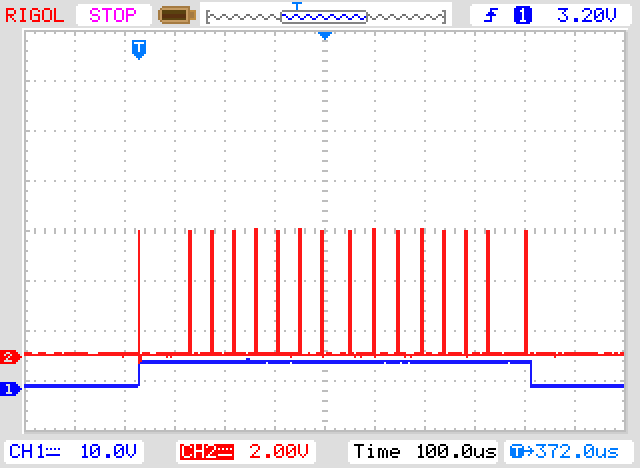 RIGOL STOP T 1 3.20V
T
2
1
CH1 10.0V CH2 2.00V Time 100.0us T→372.0us